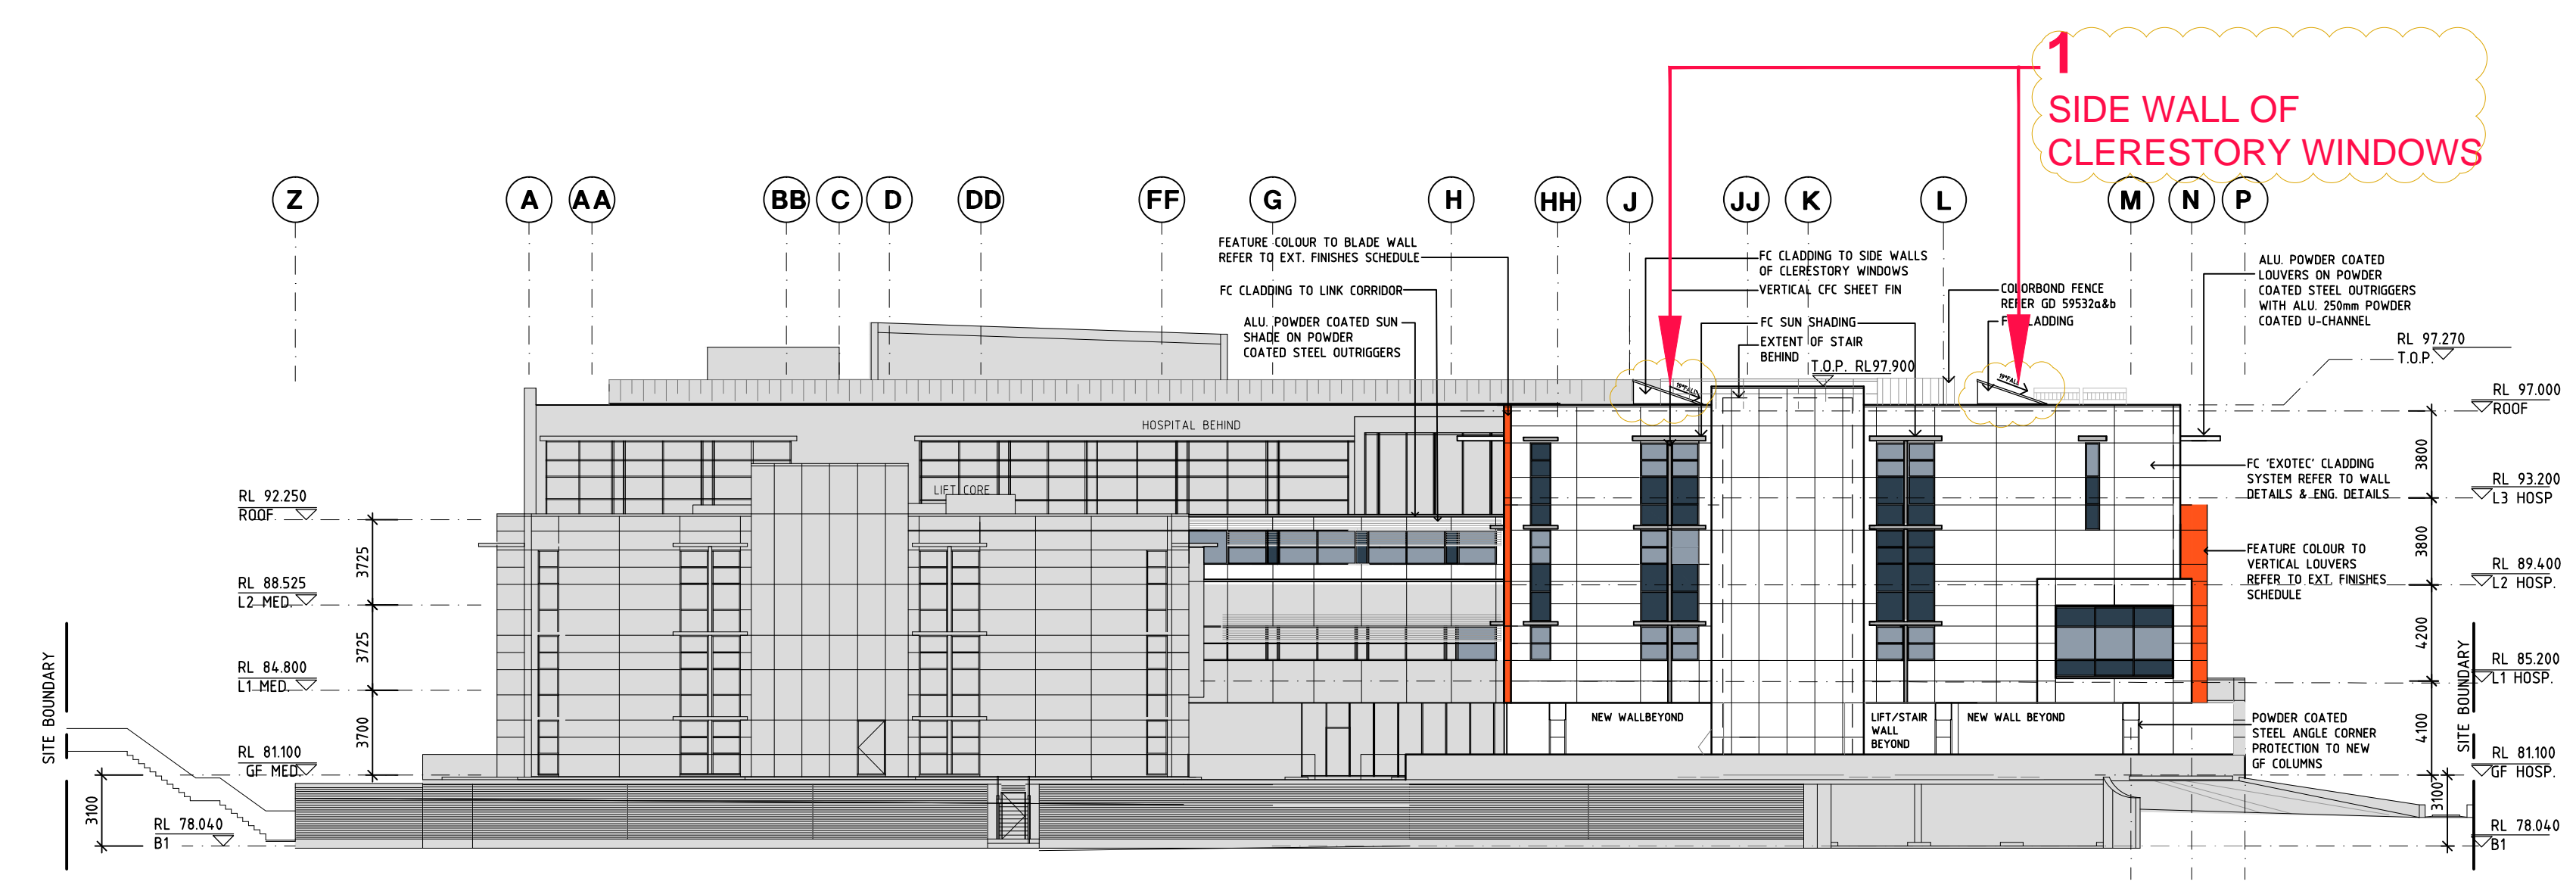 1
SIDE WALL OF
CLERESTORY WINDOWS
Z
A
AA
BB
C
D
DD
FF
G
H
HH
J
JJ
K
L
M
N
P
FEATURE COLOUR TO BLADE WALL
REFER TO EXT. FINISHES SCHEDULE
FC CLADDING TO LINK CORRIDOR
ALU. POWDER COATED SUN
SHADE ON POWDER
COATED STEEL OUTRIGGERS
FC CLADDING TO SIDE WALLS
OF CLERESTORY WINDOWS
VERTICAL CFC SHEET FIN
FC SUN SHADING
EXTENT OF STAIR
BEHIND
T.O.P. RL97.900
COLORBOND FENCE
REFER GD 59532a&b
CLADDING
ALU. POWDER COATED
LOUVERS ON POWDER
COATED STEEL OUTRIGGERS
WITH ALU. 250mm POWDER
COATED U-CHANNEL
RL 97.270
T.O.P.
RL 97.000
ROOF
3800
RL 93.200
L3 HOSP
3800
RL 89.400
L2 HOSP.
4200
RL 85.200
L1 HOSP.
4100
RL 81.100
GF HOSP.
3100
RL 78.040
B1
SITE BOUNDARY
FC 'EXOTEC' CLADDING
SYSTEM REFER TO WALL
DETAILS & ENG. DETAILS
FEATURE COLOUR TO
VERTICAL LOUVERS
REFER TO EXT. FINISHES
SCHEDULE
POWDER COATED
STEEL ANGLE CORNER
PROTECTION TO NEW
GF COLUMNS
HOSPITAL BEHIND
LIFT CORE
NEW WALLBEYOND
LIFT/STAIR
WALL
BEYOND
NEW WALL BEYOND
RL 92.250
ROOF
3725
RL 88.525
L2 MED.
3725
RL 84.800
L1 MED.
3700
RL 81.100
GF MED.
3100
RL 78.040
B1
SITE BOUNDARY